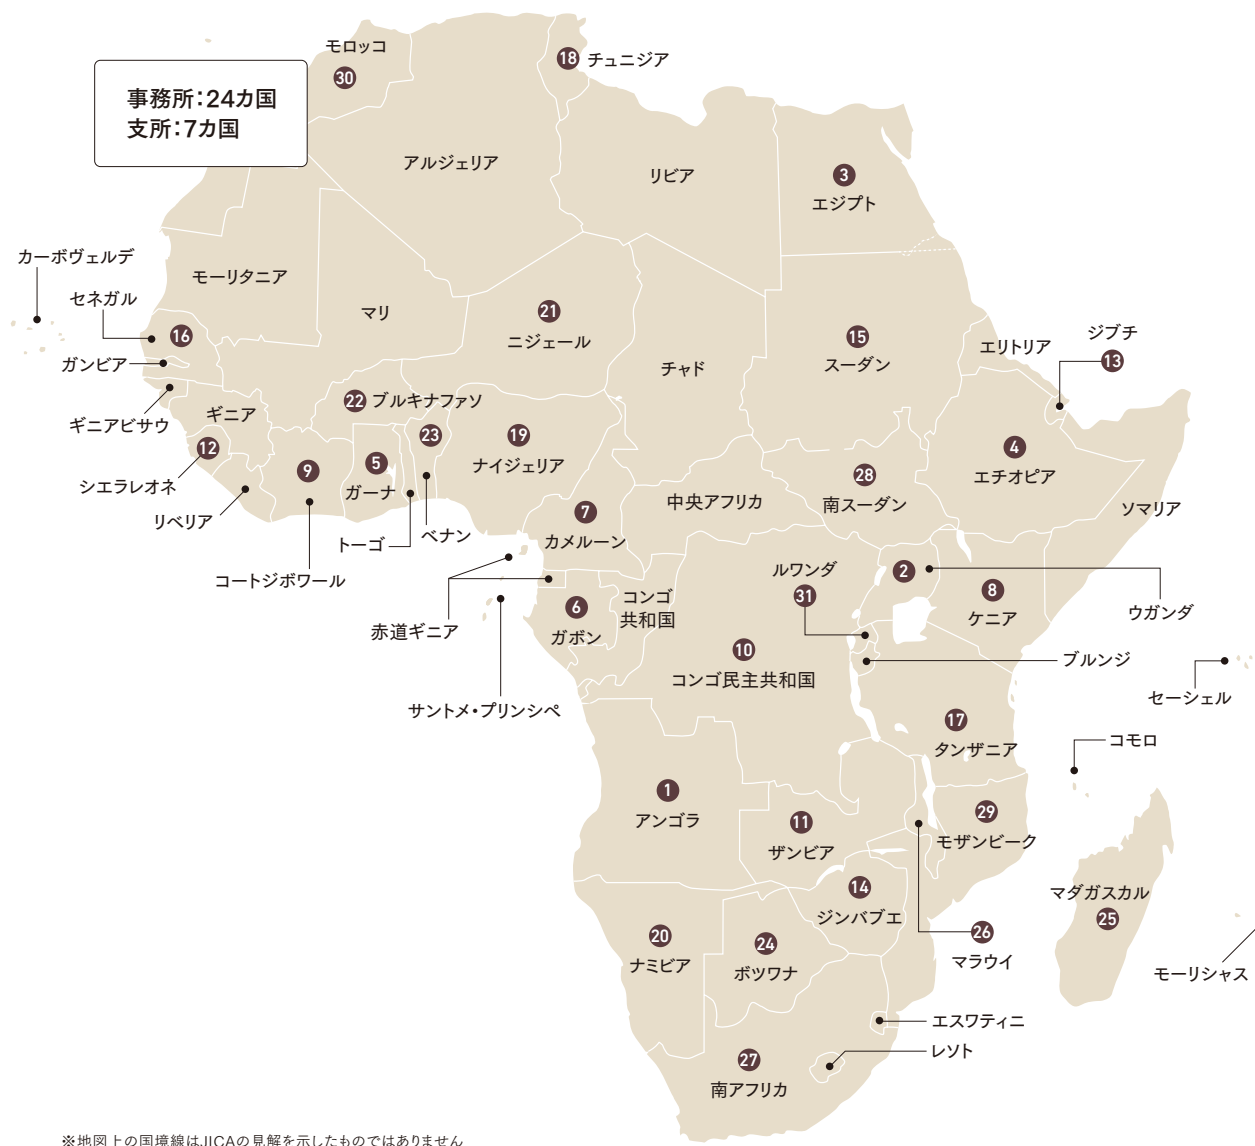 モロッコ
30
18 チュニジア
事務所：24カ国
支所：7カ国
アルジェリア
リビア
3
エジプト
カーボヴェルデ
セネガル
16
ガンビア
ギニアビサウ
モーリタニア
マリ
21
ニジェール
チャド
15
スーダン
エリトリア
ジブチ
13
22 ブルキナファソ
ギニア
12
シエラレオネ
リベリア
9
コートジボワール
5
ガーナ
23
トーゴ
ベナン
19
ナイジェリア
4
エチオピア
28
南スーダン
中央アフリカ
ソマリア
7
カメルーン
赤道ギニア
6
ガボン
コンゴ
共和国
サントメ・プリンシペ
ルワンダ
31
2
ウガンダ
8
ケニア
10
コンゴ民主共和国
ブルンジ
セーシェル
17
タンザニア
コモロ
1
アンゴラ
11
ザンビア
29
モザンビーク
14
ジンバブエ
マダガスカル
25
20
ナミビア
24
ボツワナ
26
マラウイ
モーリシャス
エスワティニ
レソト
27
南アフリカ
※地図上の国境線はJICAの見解を示したものではありません